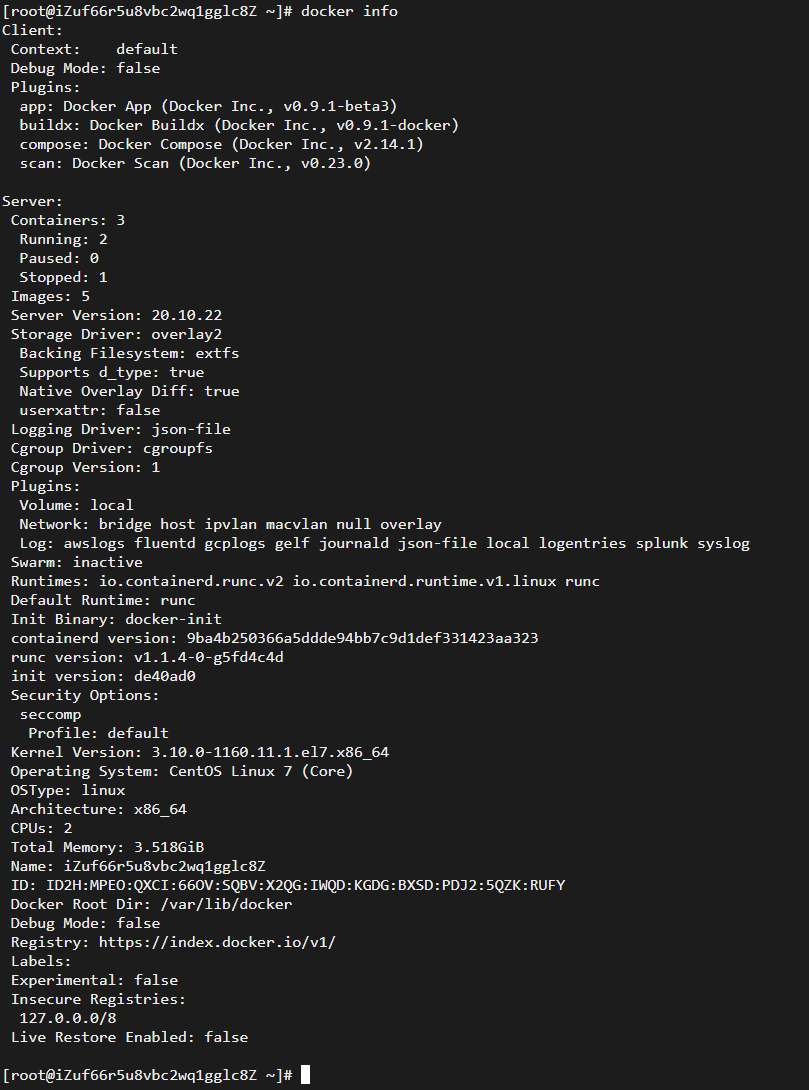 [root@iZuf66r5u8vbc2wq1gglc8Z ~]# docker info
Client:
 Context:    default
 Debug Mode: false
 Plugins:
  app: Docker App (Docker Inc., v0.9.1-beta3)
  buildx: Docker Buildx (Docker Inc., v0.9.1-docker)
  compose: Docker Compose (Docker Inc., v2.14.1)
  scan: Docker Scan (Docker Inc., v0.23.0)

Server:
 Containers: 3
  Running: 2
  Paused: 0
  Stopped: 1
 Images: 5
 Server Version: 20.10.22
 Storage Driver: overlay2
  Backing Filesystem: extfs
  Supports d_type: true
  Native Overlay Diff: true
  userxattr: false
 Logging Driver: json-file
 Cgroup Driver: cgroupfs
 Cgroup Version: 1
 Plugins:
  Volume: local
  Network: bridge host ipvlan macvlan null overlay
  Log: awslogs fluentd gcplogs gelf journald json-file local logentries splunk syslog
 Swarm: inactive
 Runtimes: io.containerd.runc.v2 io.containerd.runtime.v1.linux runc
 Default Runtime: runc
 Init Binary: docker-init
 containerd version: 9ba4b250366a5ddde94bb7c9d1def331423aa323
 runc version: v1.1.4-0-g5fd4c4d
 init version: de40ad0
 Security Options:
  seccomp
   Profile: default
 Kernel Version: 3.10.0-1160.11.1.el7.x86_64
 Operating System: CentOS Linux 7 (Core)
 OSType: linux
 Architecture: x86_64
 CPUs: 2
 Total Memory: 3.518GiB
 Name: iZuf66r5u8vbc2wq1gglc8Z
 ID: ID2H:MPEO:QXCI:66OV:SQBV:X2QG:IWQD:KGDG:BXSD:PDJ2:5QZK:RUFY
 Docker Root Dir: /var/lib/docker
 Debug Mode: false
 Registry: https://index.docker.io/v1/
 Labels:
 Experimental: false
 Insecure Registries:
  127.0.0.0/8
 Live Restore Enabled: false

[root@iZuf66r5u8vbc2wq1gglc8Z ~]#